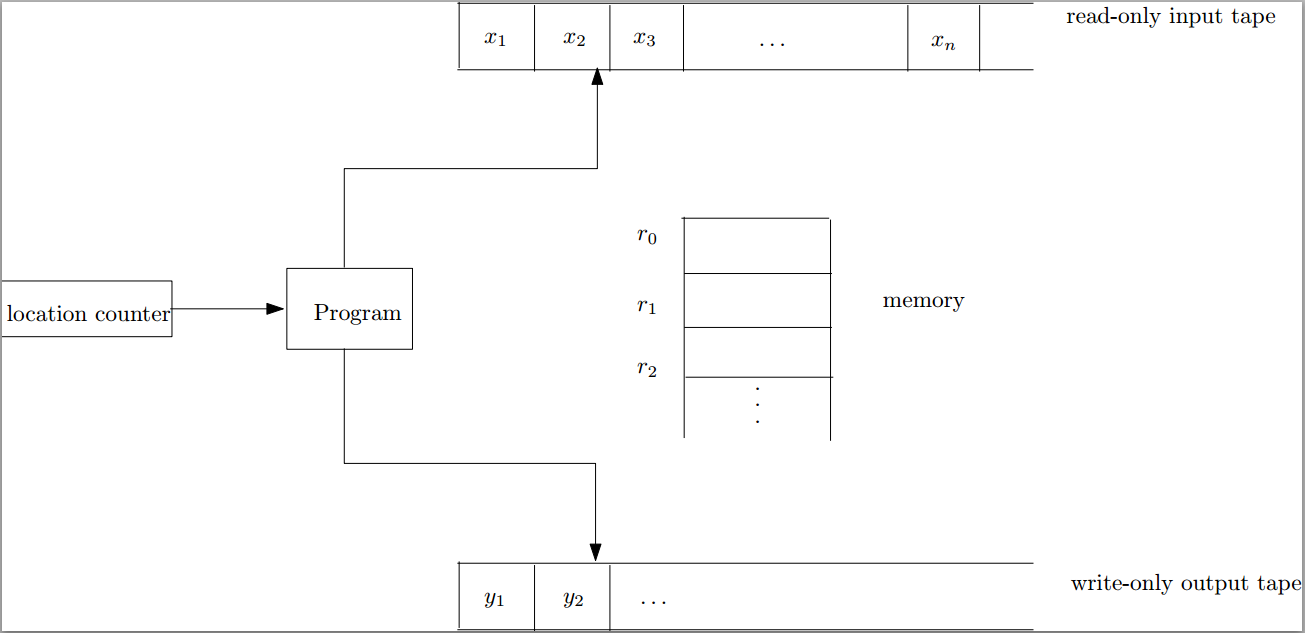 x₁ x₂ x₃ ... xₙ read-only input tape
r₀
r₁ memory
location counter Program
r₂
⋮
y₁ y₂ ... write-only output tape